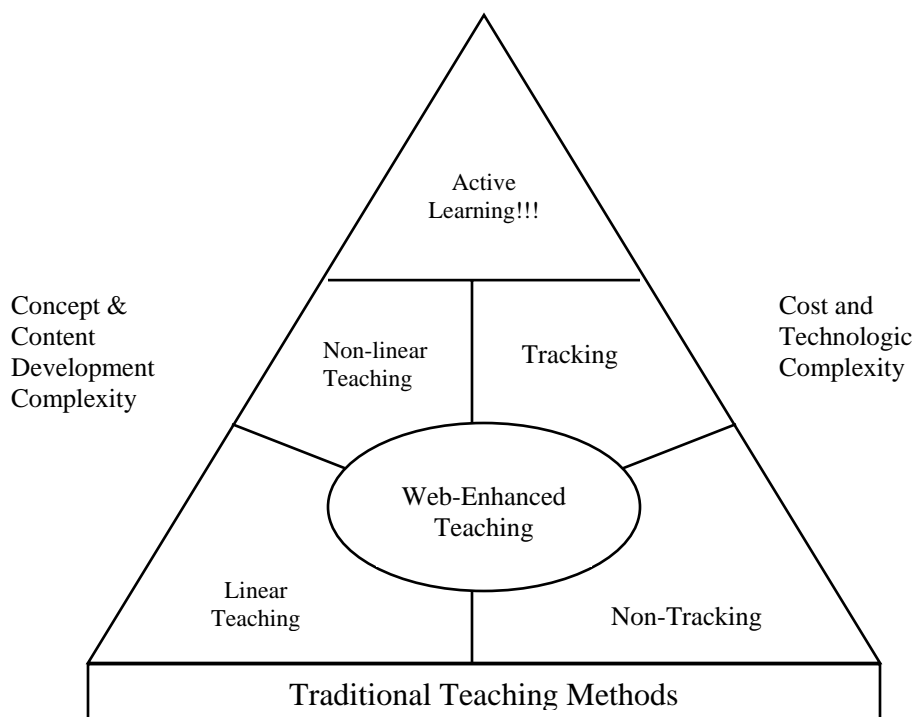 Active
Learning!!!
Concept &
Content
Development
Complexity
Cost and
Technologic
Complexity
Non-linear
Teaching
Tracking
Web-Enhanced
Teaching
Linear
Teaching
Non-Tracking
Traditional Teaching Methods